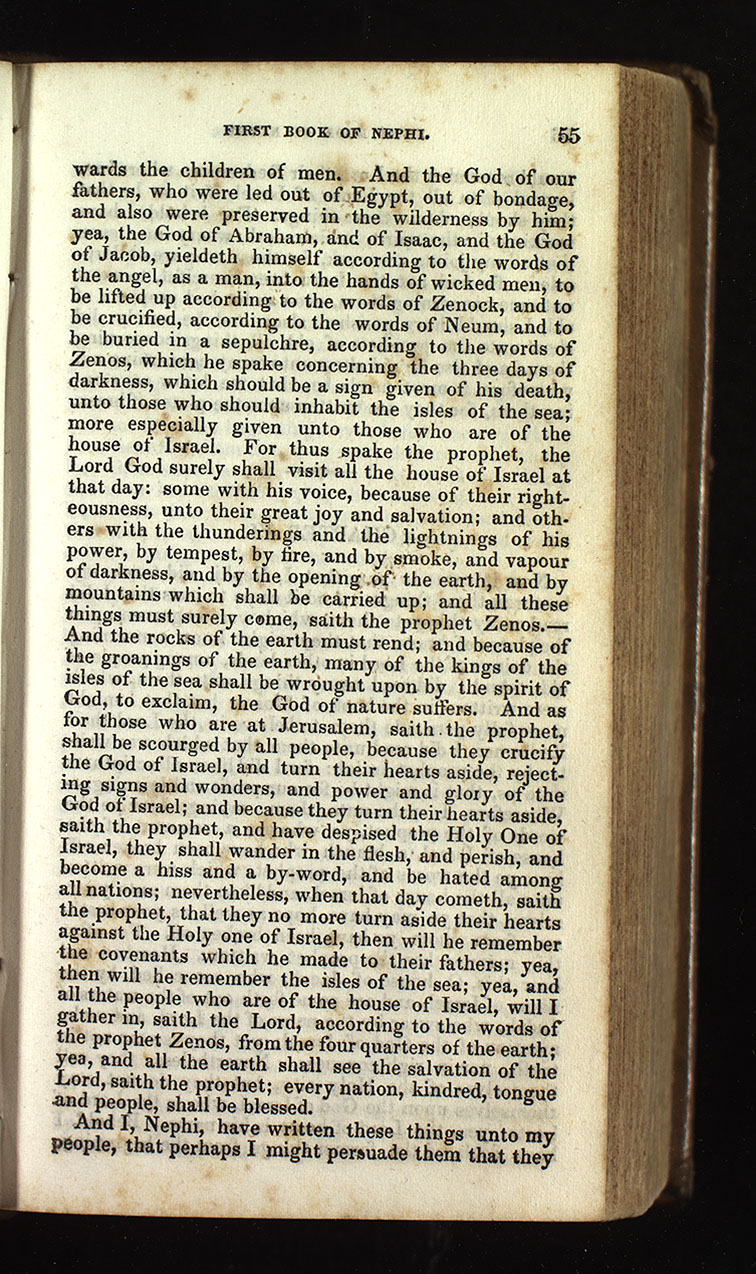 FIRST BOOK OF NEPHI. 55
wards the children of men. And the God of our
fathers, who were led out of Egypt, out of bondage,
and also were preserved in the wilderness by him;
yea, the God of Abraham, and of Isaac, and the God
of Jacob, yieldeth himself according to the words of
the angel, as a man, into the hands of wicked men, to
be lifted up according to the words of Zenock, and to
be crucified, according to the words of Neum, and to
be buried in a sepulchre, according to the words of
Zenos, which he spake concerning the three days of
darkness, which should be a sign given of his death,
unto those who should inhabit the isles of the sea;
more especially given unto those who are of the
house of Israel. For thus spake the prophet, the
Lord God surely shall visit all the house of Israel at
that day: some with his voice, because of their right-
eousness, unto their great joy and salvation; and oth-
ers with the thunderings and the lightnings of his
power, by tempest, by fire, and by smoke, and vapour
of darkness, and by the opening of the earth, and by
mountains which shall be carried up; and all these
things must surely come, saith the prophet Zenos.—
And the rocks of the earth must rend; and because of
the groanings of the earth, many of the kings of the
isles of the sea shall be wrought upon by the spirit of
God, to exclaim, the God of nature suffers. And as
for those who are at Jerusalem, saith the prophet,
shall be scourged by all people, because they crucify
the God of Israel, and turn their hearts aside, reject-
ing signs and wonders, and power and glory of the
God of Israel; and because they turn their hearts aside,
saith the prophet, and have despised the Holy One of
Israel, they shall wander in the flesh, and perish, and
become a hiss and a by-word, and be hated among
all nations; nevertheless, when that day cometh, saith
the prophet, that they no more turn aside their hearts
against the Holy one of Israel, then will he remember
the covenants which he made to their fathers; yea,
then will he remember the isles of the sea; yea, and
all the people who are of the house of Israel, will I
gather in, saith the Lord, according to the words of
the prophet Zenos, from the four quarters of the earth;
yea, and all the earth shall see the salvation of the
Lord, saith the prophet; every nation, kindred, tongue
and people, shall be blessed.
And I, Nephi, have written these things unto my
people, that perhaps I might persuade them that they